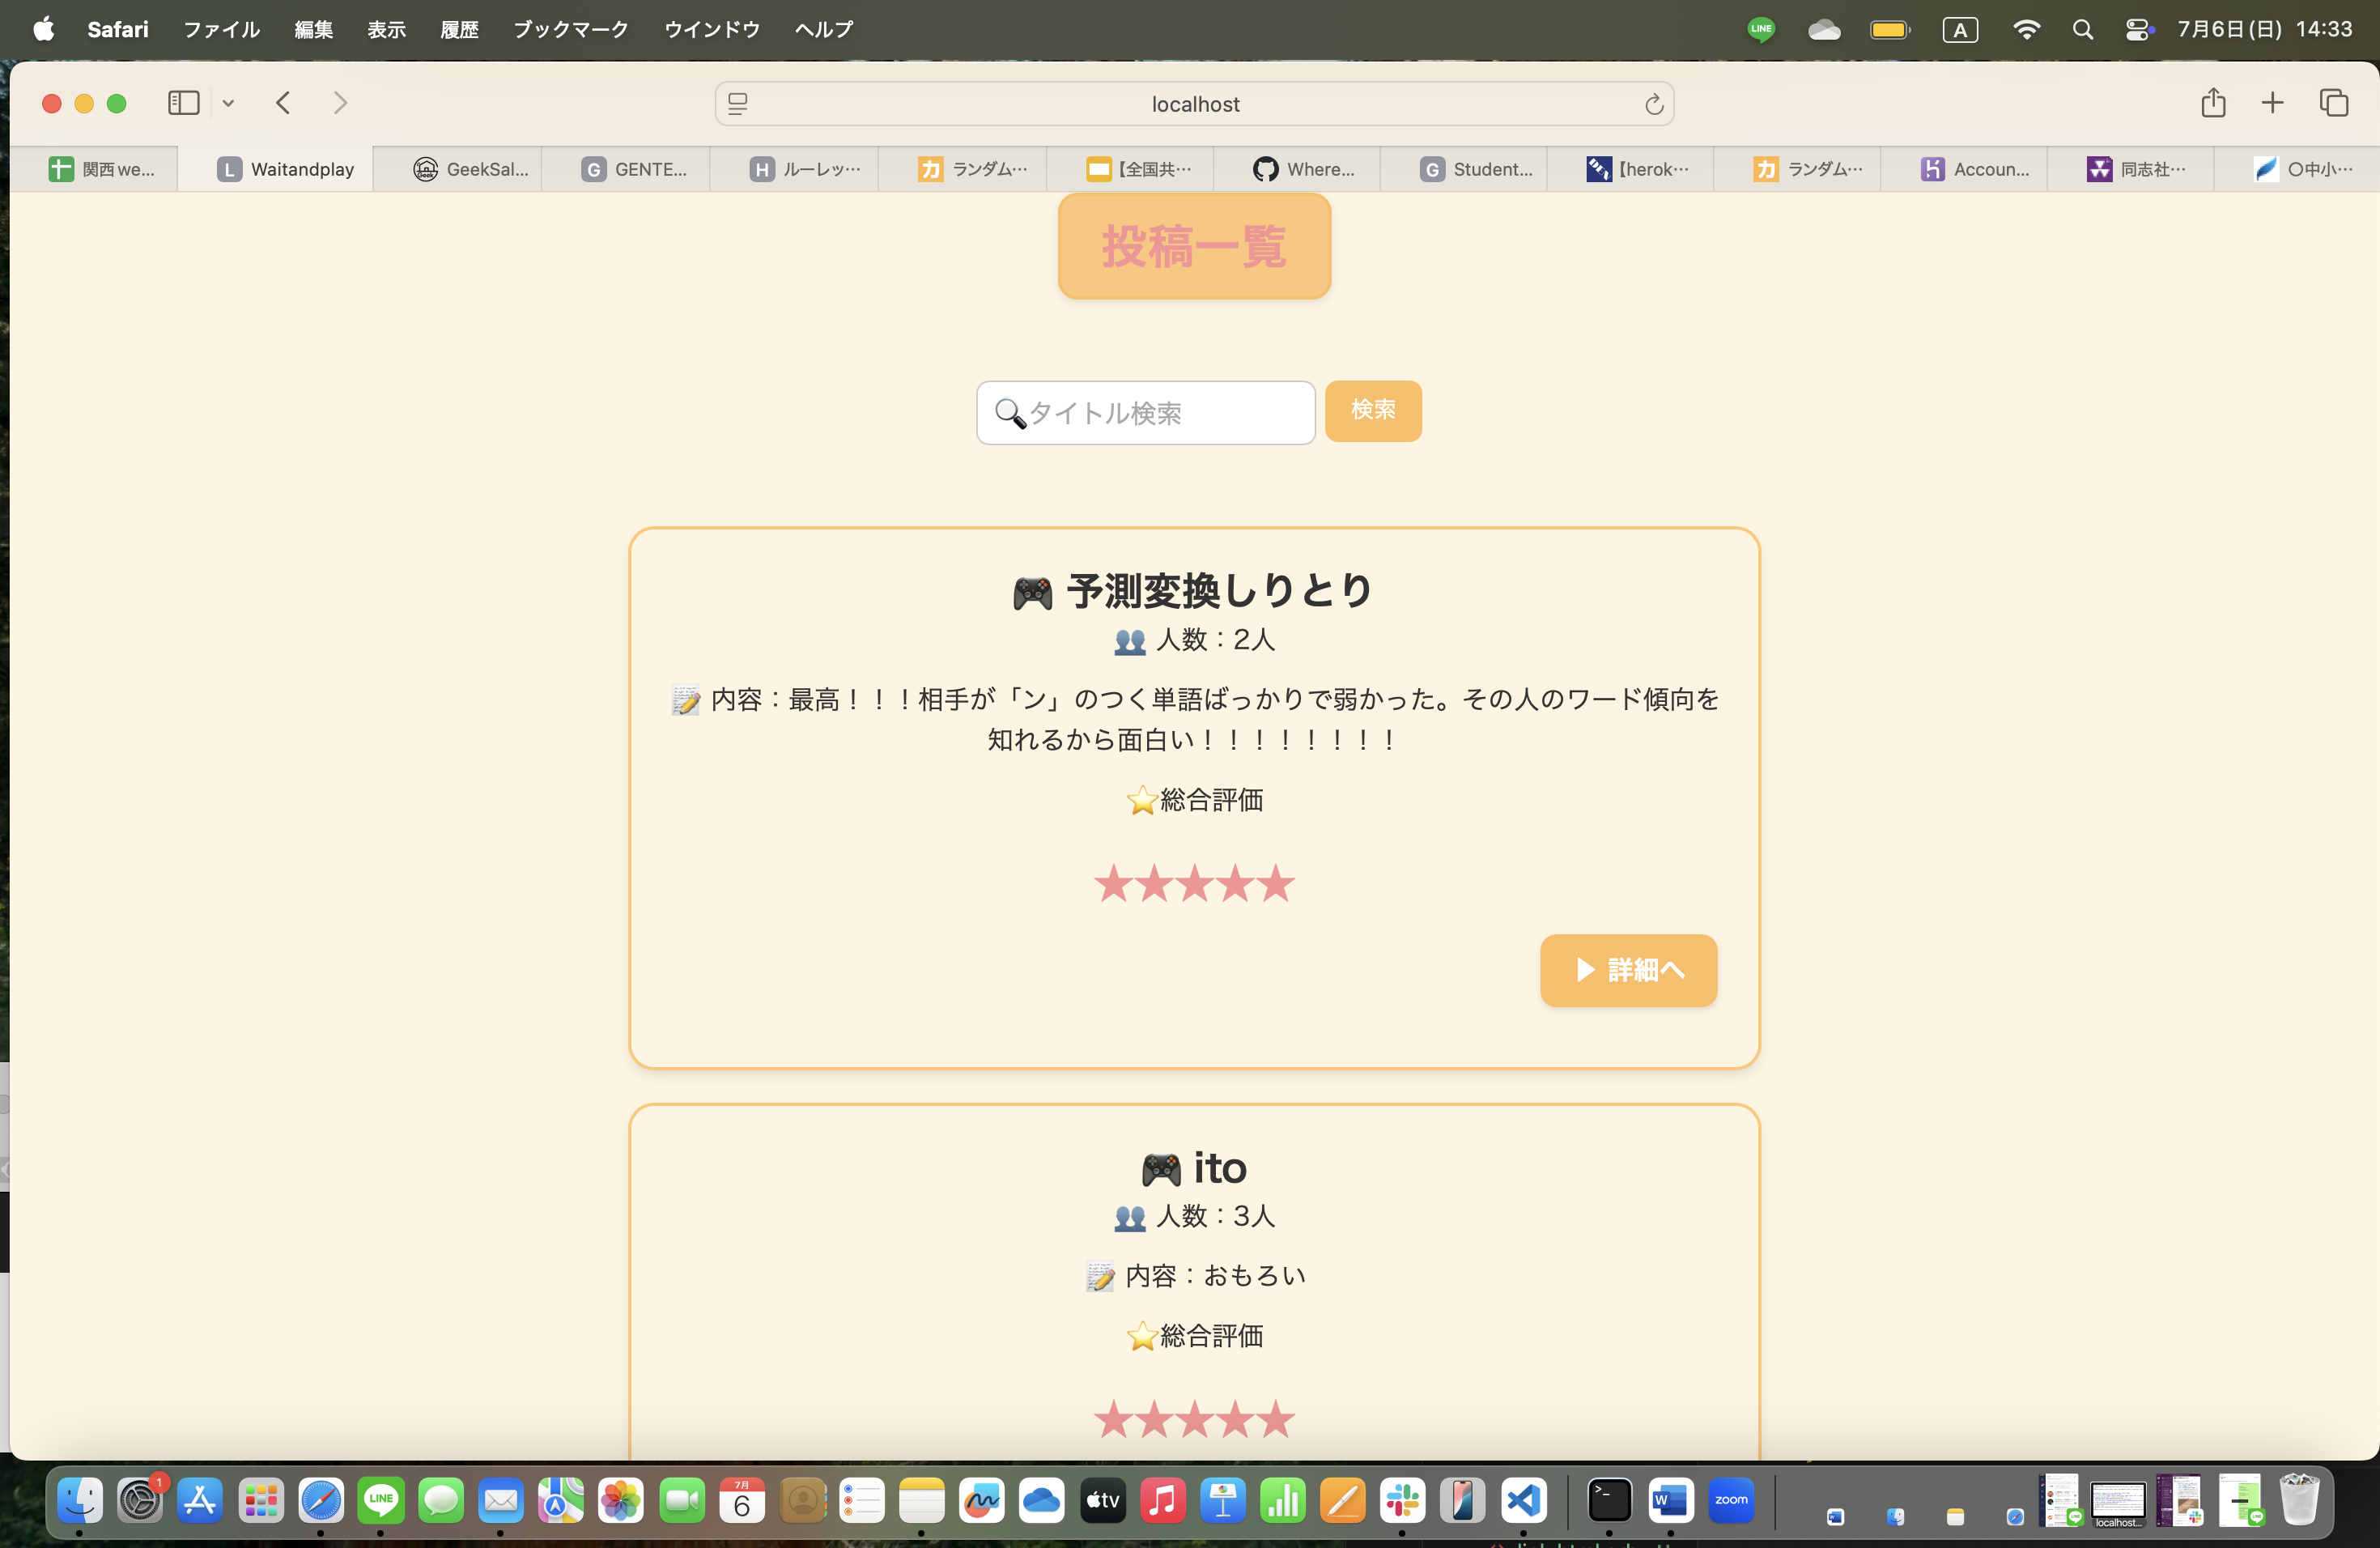 Safari ファイル 編集 表示 履歴 ブックマーク ウインドウ ヘルプ LINE A 7月6日(日) 14:33
localhost
関西we... L Waitandplay GeekSal... G GENTE... H ルーレッ… カ ランダム… 【全国共… Where... G Student... 【herok… カ ランダム… Accoun... 同志社… 〇中小…
投稿一覧
🔍タイトル検索 検索
🎮 予測変換しりとり
👥 人数：2人
📝 内容：最高！！！相手が「ン」のつく単語ばっかりで弱かった。その人のワード傾向を
知れるから面白い！！！！！！！！
⭐総合評価
★★★★★
▶ 詳細へ
🎮 ito
👥 人数：3人
📝 内容：おもろい
⭐総合評価
★★★★★
1 LINE 7月 6 tv >_ W zoom localhost...